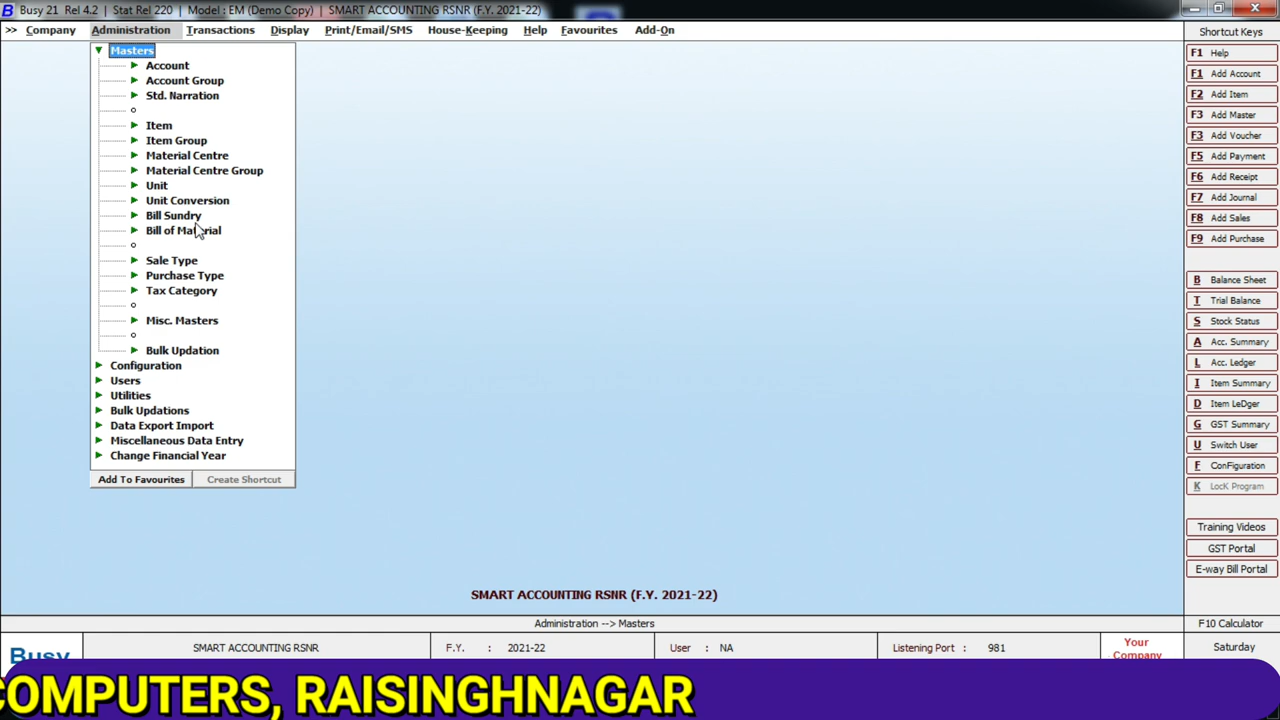 Busy 21 Rel 4.2 | Stat Rel 220 | Model : EM (Demo Copy) | SMART ACCOUNTING RSNR (F.Y. 2021-22)
>> Company Administration Transactions Display Print/Email/SMS House-Keeping Help Favourites Add-On
Masters
Account
Account Group
Std. Narration
Item
Item Group
Material Centre
Material Centre Group
Unit
Unit Conversion
Bill Sundry
Bill of Material
Sale Type
Purchase Type
Tax Category
Misc. Masters
Bulk Updation
Configuration
Users
Utilities
Bulk Updations
Data Export Import
Miscellaneous Data Entry
Change Financial Year
Add To Favourites Create Shortcut
Shortcut Keys
F1 Help
F1 Add Account
F2 Add Item
F3 Add Master
F3 Add Voucher
F5 Add Payment
F6 Add Receipt
F7 Add Journal
F8 Add Sales
F9 Add Purchase
B Balance Sheet
T Trial Balance
S Stock Status
A Acc. Summary
L Acc. Ledger
I Item Summary
D Item LeDger
G GST Summary
U Switch User
F ConFiguration
K LocK Program
Training Videos
GST Portal
E-way Bill Portal
SMART ACCOUNTING RSNR (F.Y. 2021-22)
Administration --> Masters
F10 Calculator
Busy SMART ACCOUNTING RSNR F.Y. : 2021-22 User : NA Listening Port : 981 Your Company Saturday
COMPUTERS, RAISINGHNAGAR